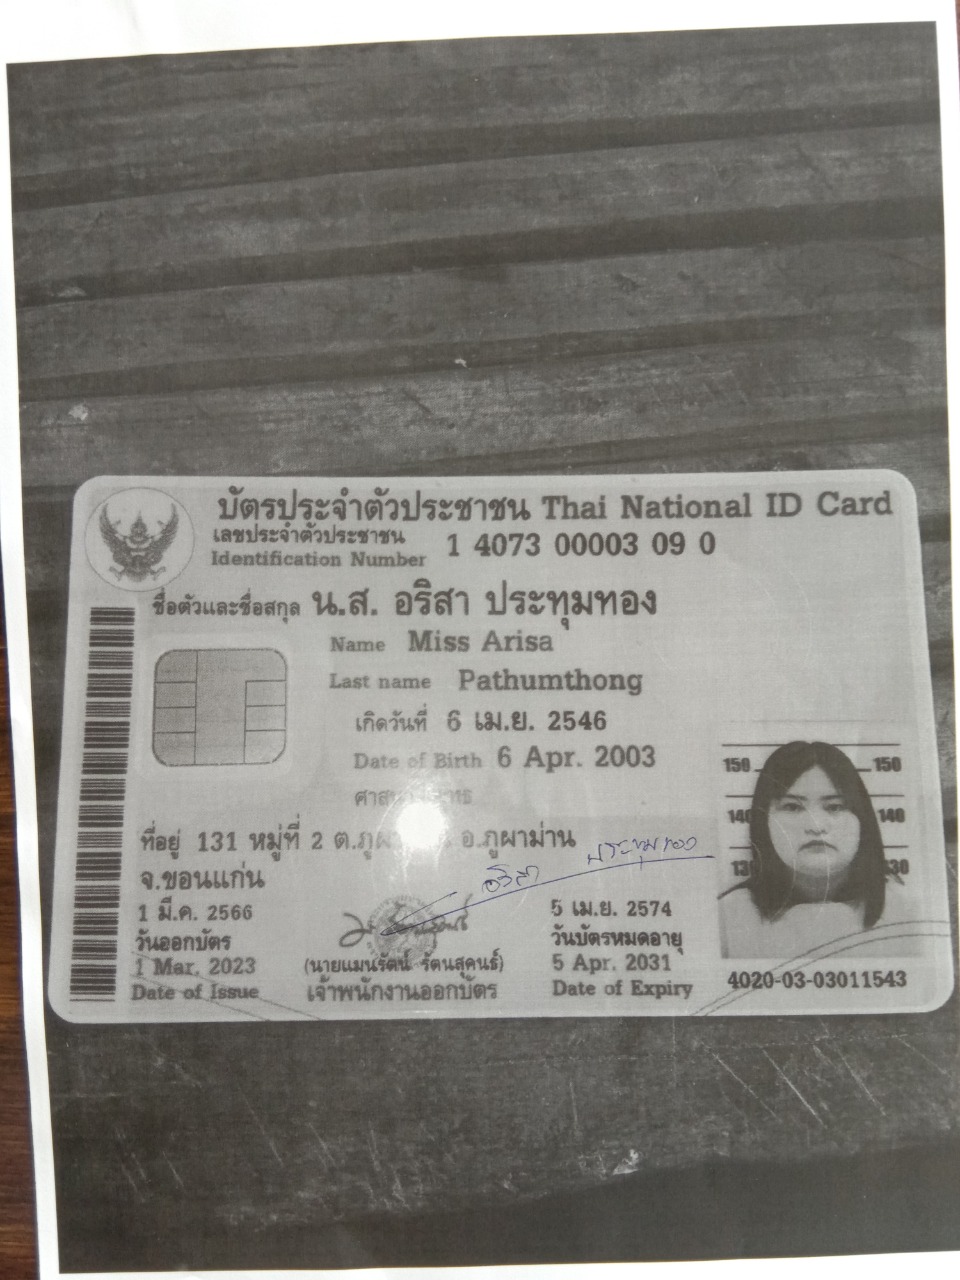 บัตรประจำตัวประชาชน Thai National ID Card
เลขประจำตัวประชาชน
Identification Number 1 4073 00003 09 0
ชื่อตัวและชื่อสกุล น.ส. อริสา ประทุมทอง
Name Miss Arisa
Last name Pathumthong
เกิดวันที่ 6 เม.ย. 2546
Date of Birth 6 Apr. 2003
ที่อยู่ 131 หมู่ที่ 2 อ.ภูผาม่าน
จ.ขอนแก่น
อริสา ประทุมทอง
150 150
140 140
1 มี.ค. 2566
วันออกบัตร
1 Mar. 2023
Date of Issue
(นายแมนรัตน์ รัตนสุคนธ์)
เจ้าพนักงานออกบัตร
5 เม.ย. 2574
วันบัตรหมดอายุ
5 Apr. 2031
Date of Expiry
4020-03-03011543